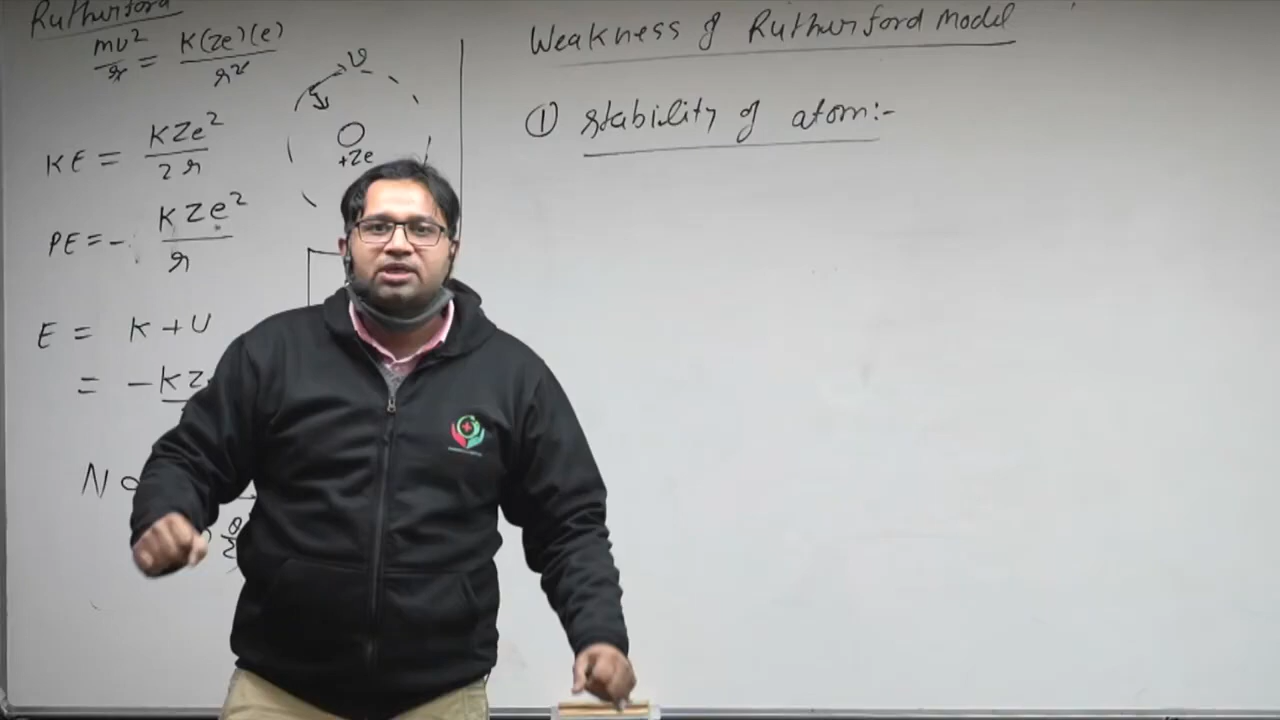 Rutherford
mv²/r = K(Ze)(e)/r²
v
+Ze
KE = KZe²/2r
PE = - KZe²/r
E = K + U
= -KZ
N
Weakness of Rutherford Model
① stability of atom:-